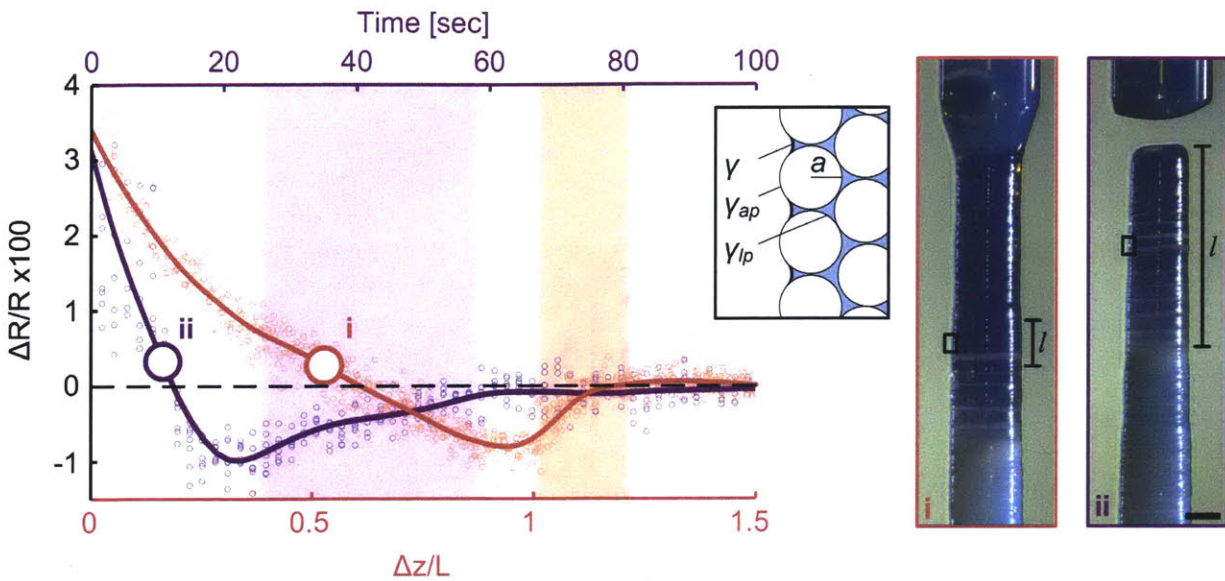 Time [sec]
0 20 40 60 80 100
4
3
2
1
0
-1
ΔR/R x100
ii
i
γ
a
γap
γlp
0 0.5 1 1.5
Δz/L
l
i
l
ii